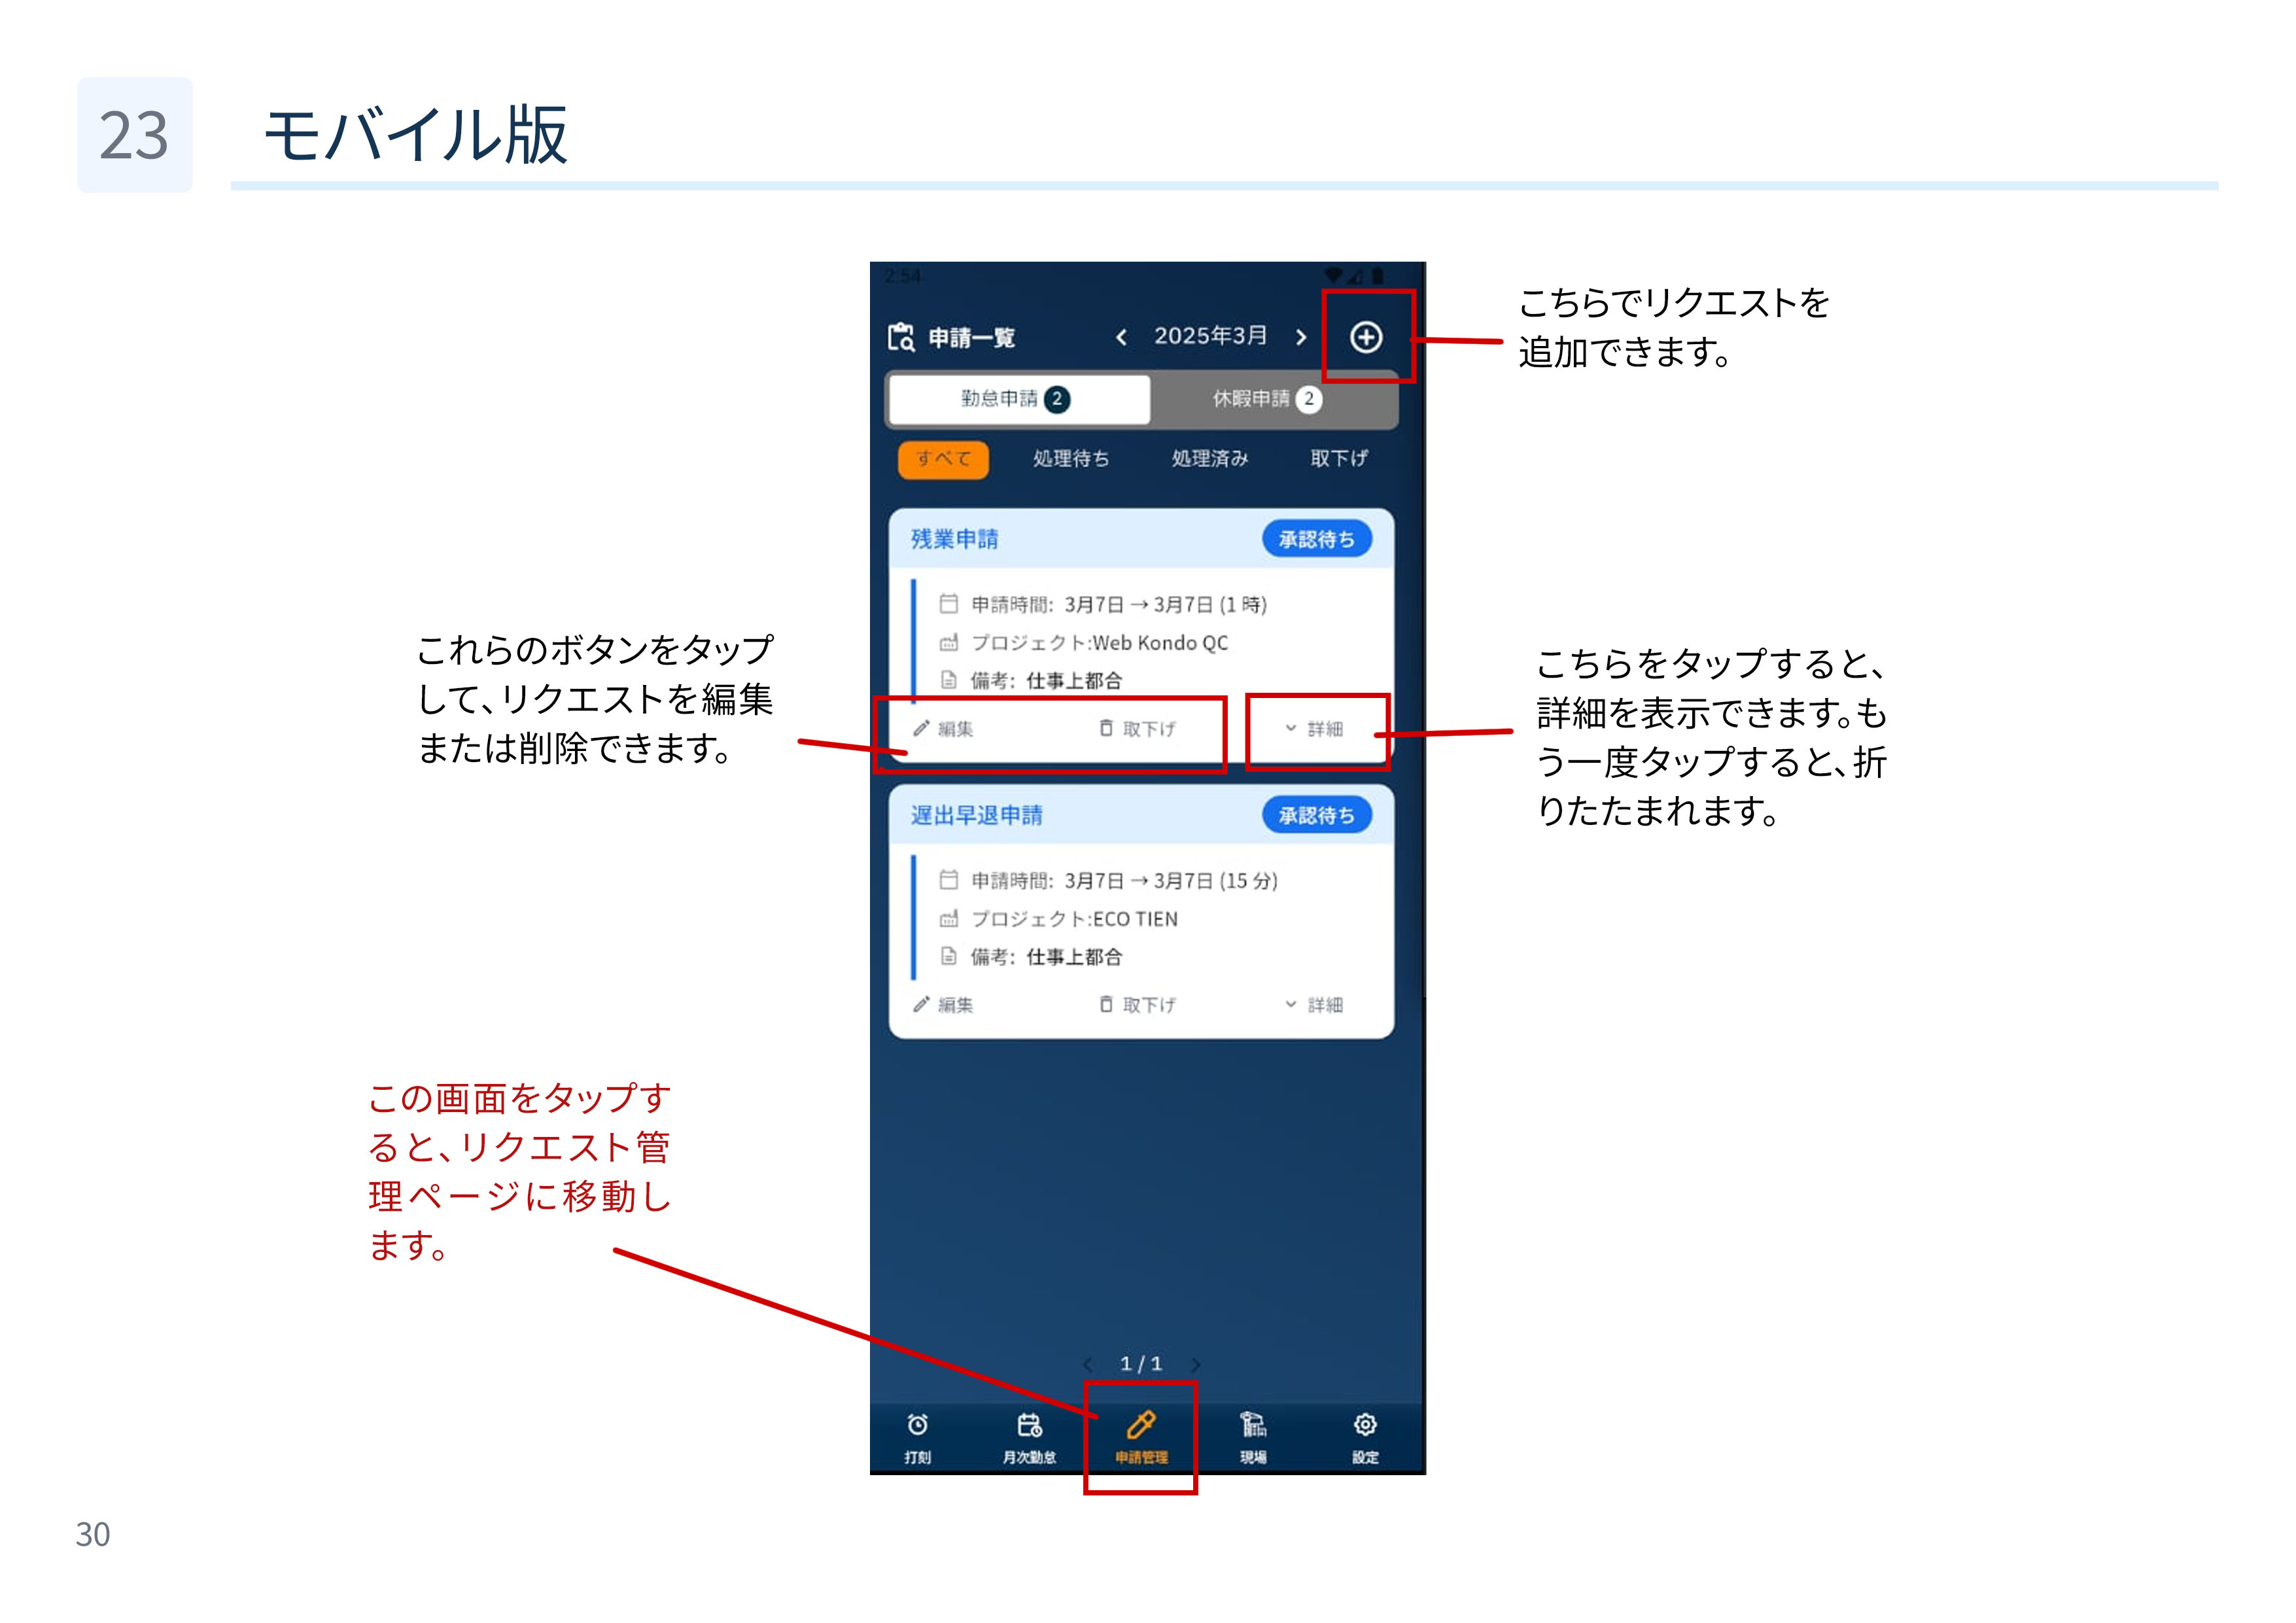 23
モバイル版
2:54
申請一覧
2025年3月
こちらでリクエストを
追加できます。
勤怠申請 2
休暇申請 2
すべて
処理待ち
処理済み
取下げ
残業申請
承認待ち
申請時間: 3月7日 → 3月7日 (1 時)
プロジェクト:Web Kondo QC
備考: 仕事上都合
編集
取下げ
詳細
これらのボタンをタップ
して、リクエストを編集
または削除できます。
こちらをタップすると、
詳細を表示できます。も
う一度タップすると、折
りたたまれます。
遅出早退申請
承認待ち
申請時間: 3月7日 → 3月7日 (15 分)
プロジェクト:ECO TIEN
備考: 仕事上都合
編集
取下げ
詳細
この画面をタップす
ると、リクエスト管
理ページに移動し
ます。
1 / 1
打刻
月次勤怠
申請管理
現場
設定
30